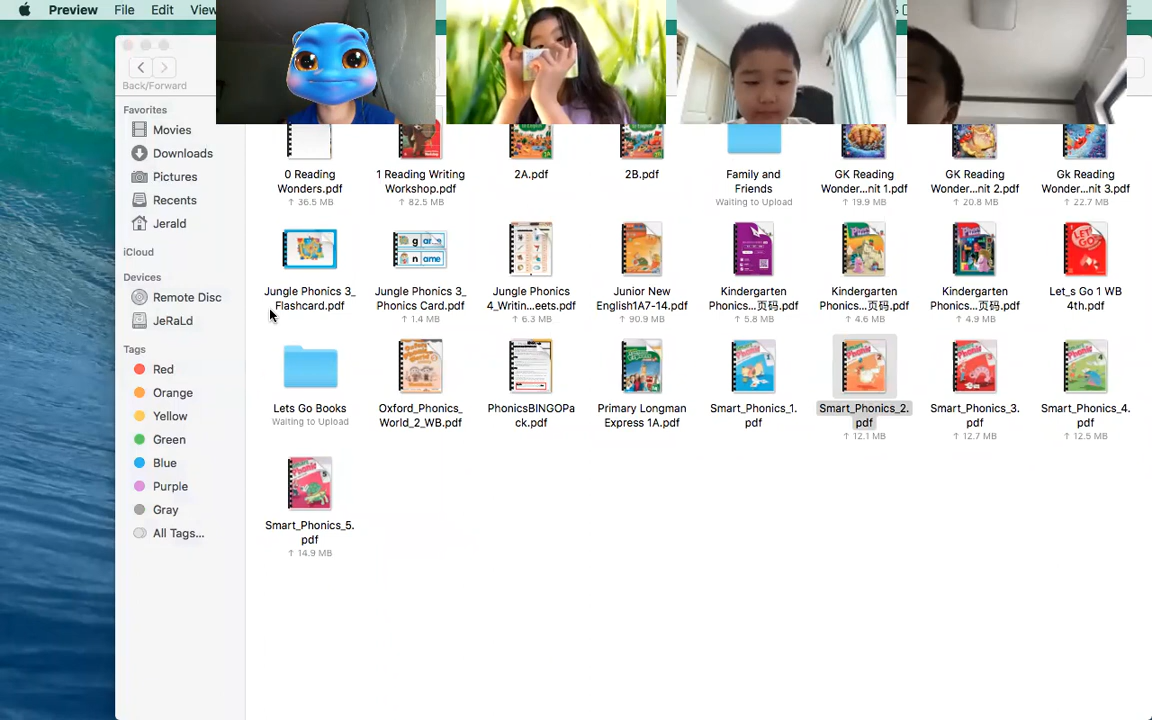 Preview File Edit View
Back/Forward
Favorites
Movies
Downloads
Pictures
Recents
Jerald
iCloud
Devices
Remote Disc
JeRaLd
Tags
Red
Orange
Yellow
Green
Blue
Purple
Gray
All Tags...
0 Reading
Wonders.pdf
↑ 36.5 MB
1 Reading Writing
Workshop.pdf
↑ 82.5 MB
2A.pdf
2B.pdf
Family and
Friends
Waiting to Upload
GK Reading
Wonder...nit 1.pdf
↑ 19.9 MB
GK Reading
Wonder...nit 2.pdf
↑ 20.8 MB
Gk Reading
Wonder...nit 3.pdf
↑ 22.7 MB
Jungle Phonics 3_
Flashcard.pdf
g ame
n ame
Jungle Phonics 3_
Phonics Card.pdf
↑ 1.4 MB
Jungle Phonics
4_Writin...eets.pdf
↑ 6.3 MB
Junior New
English1A7-14.pdf
↑ 90.9 MB
Kindergarten
Phonics...页码.pdf
↑ 5.8 MB
Kindergarten
Phonics...页码.pdf
↑ 4.6 MB
Kindergarten
Phonics...页码.pdf
↑ 4.9 MB
LET'S GO
Let_s Go 1 WB
4th.pdf
Lets Go Books
Waiting to Upload
Oxford_Phonics_
World_2_WB.pdf
PhonicsBINGOPa
ck.pdf
Primary Longman
Express 1A.pdf
Smart_Phonics_1.
pdf
Smart_Phonics_2.
pdf
↑ 12.1 MB
Smart_Phonics_3.
pdf
↑ 12.7 MB
Smart_Phonics_4.
pdf
↑ 12.5 MB
Smart_Phonics_5.
pdf
↑ 14.9 MB